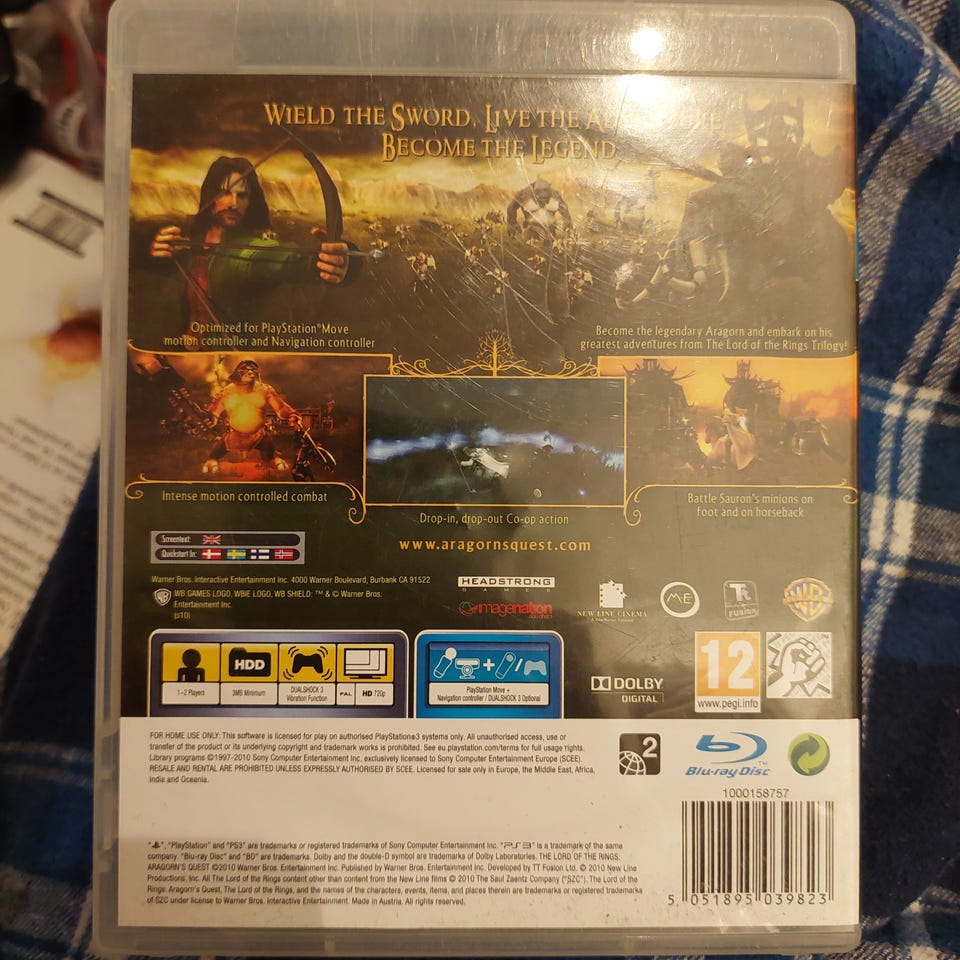 WIELD THE SWORD, LIVE THE
BECOME THE LEGEND
Optimized for PlayStation®Move
motion controller and Navigation controller
Become the legendary Aragorn and embark on his
greatest adventures from The Lord of the Rings Trilogy!
Intense motion controlled combat
Drop-in, drop-out Co-op action
Battle Sauron's minions on
foot and on horseback
www.aragornsquest.com
Screentext:
Quickstart In:
Warner Bros. Interactive Entertainment Inc. 4000 Warner Boulevard, Burbank CA 91522
WB GAMES LOGO, WBIE LOGO, WB SHIELD: ™ & © Warner Bros.
Entertainment Inc.
(s10)
HEADSTRONG
GAMES
imagenation
abu dhabi
NEW LINE CINEMA
ME
TT
FUSION
WB
HDD
1-2 Players
3MB Minimum
DUALSHOCK 3
Vibration Function
PAL
HD 720p
PlayStation Move +
Navigation controller / DUALSHOCK 3 Optional
DOLBY
DIGITAL
12
www.pegi.info
FOR HOME USE ONLY: This software is licensed for play on authorised PlayStation®3 systems only. All unauthorised access, use or
transfer of the product or its underlying copyright and trademark works is prohibited. See eu.playstation.com/terms for full usage rights.
Library programs ©1997-2010 Sony Computer Entertainment Inc. exclusively licensed to Sony Computer Entertainment Europe (SCEE).
RESALE AND RENTAL ARE PROHIBITED UNLESS EXPRESSLY AUTHORISED BY SCEE. Licensed for sale only in Europe, the Middle East, Africa,
India and Oceania.
2
Blu-ray Disc™
1000158757
"PlayStation" and "PS3" are trademarks or registered trademarks of Sony Computer Entertainment Inc. "PS3" is a trademark of the same
company. "Blu-ray Disc" and "BD" are trademarks. Dolby and the double-D symbol are trademarks of Dolby Laboratories. THE LORD OF THE RINGS:
ARAGORN'S QUEST ©2010 Warner Bros. Entertainment Inc. Published by Warner Bros. Entertainment Inc. Developed by TT Fusion Ltd. © 2010 New Line
Productions, Inc. All The Lord of the Rings content other than content from the New Line films © 2010 The Saul Zaentz Company ("SZC"). The Lord of the
Rings: Aragorn's Quest, The Lord of the Rings, and the names of the characters, events, items, and places therein are trademarks or registered trademarks
of SZC under license to Warner Bros. Interactive Entertainment. Made in Austria. All rights reserved.
5 051895 039823